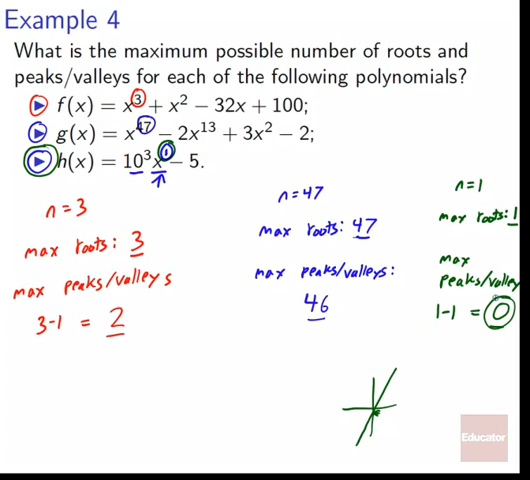 Example 4
What is the maximum possible number of roots and
peaks/valleys for each of the following polynomials?
f(x) = x³ + x² − 32x + 100;
g(x) = x⁴⁷ − 2x¹³ + 3x² − 2;
h(x) = 10³x¹ − 5.
n=3
max roots: 3
max peaks/valleys
3-1 = 2
n=47
max roots: 47
max peaks/valleys:
46
n=1
max roots: 1
max
peaks/valley
1-1 = 0
Educator